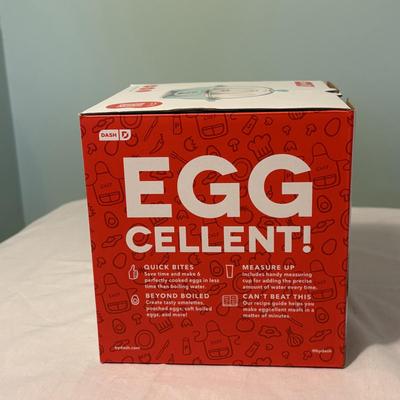 DASH
EGG
CELLENT!
QUICK BITES
Save time and make 6
perfectly cooked eggs in less
time than boiling water.
MEASURE UP
Includes handy measuring
cup for adding the precise
amount of water every time.
BEYOND BOILED
Create tasty omelettes,
poached eggs, soft boiled
eggs, and more!
CAN'T BEAT THIS
Our recipe guide helps you
make eggcellent meals in a
matter of minutes.
bydash.com
@bydash